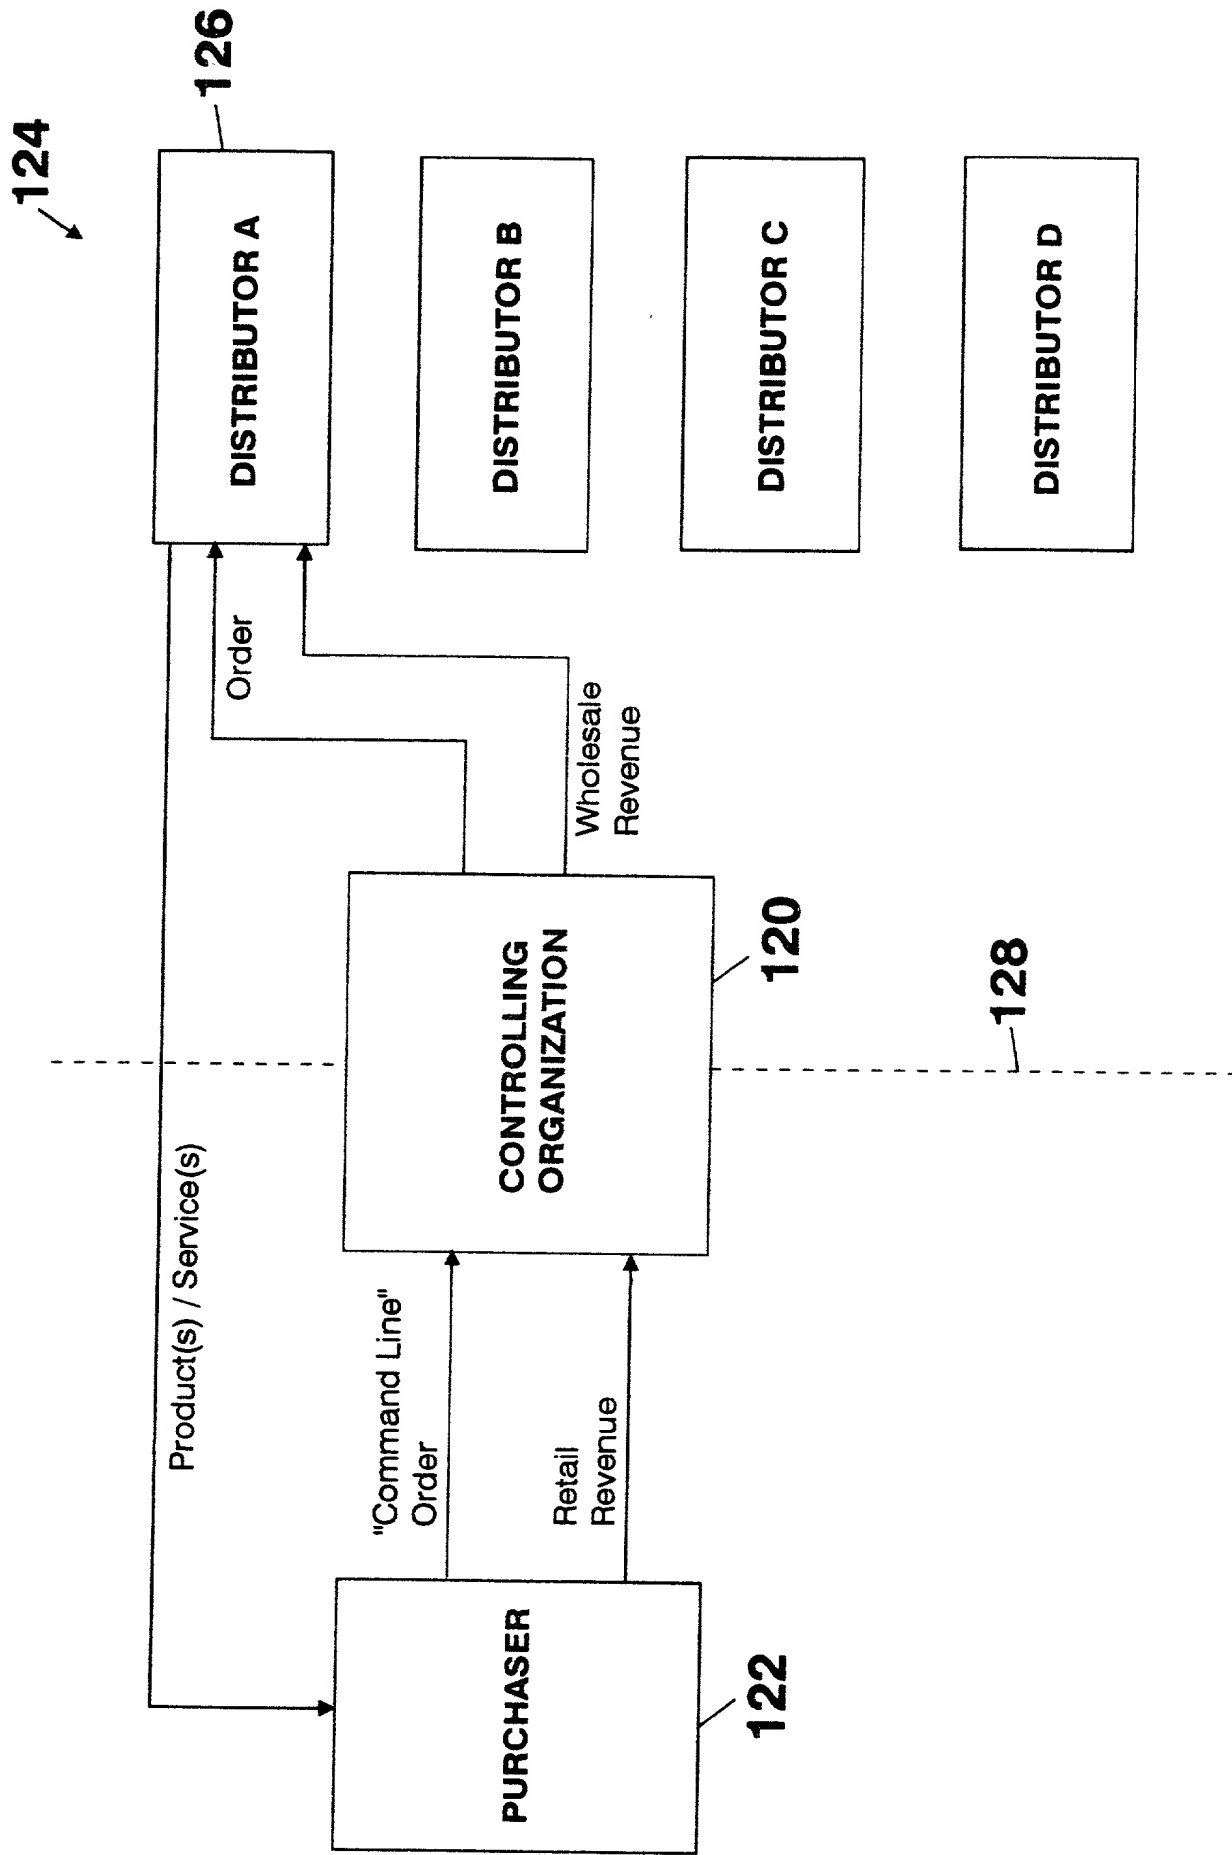 124
126
DISTRIBUTOR A
DISTRIBUTOR B
DISTRIBUTOR C
DISTRIBUTOR D
Product(s) / Service(s)
Order
Wholesale
Revenue
CONTROLLING
ORGANIZATION
120
128
"Command Line"
Order
Retail
Revenue
PURCHASER
122